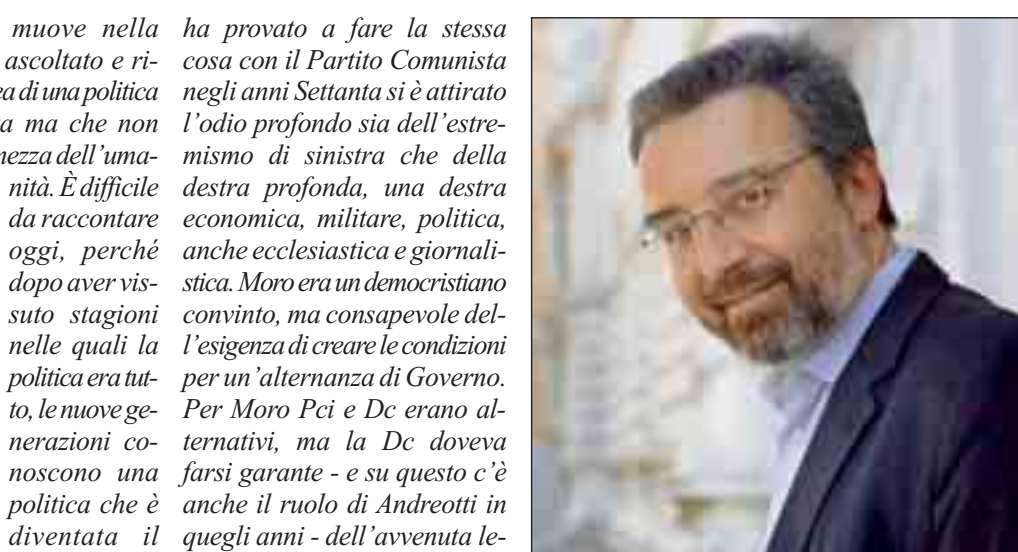 muove nella
ascoltato e ri-
di una politica
ma che non
dell'uma-
nità. È difficile
da raccontare
oggi, perché
dopo aver vis-
suto stagioni
nelle quali la
politica era tut-
to, le nuove ge-
nerazioni co-
noscono una
politica che è
diventata il
ha provato a fare la stessa
cosa con il Partito Comunista
negli anni Settanta si è attirato
l'odio profondo sia dell'estre-
mismo di sinistra che della
destra profonda, una destra
economica, militare, politica,
anche ecclesiastica e giornali-
stica. Moro era un democristiano
convinto, ma consapevole del-
l'esigenza di creare le condizioni
per un'alternanza di Governo.
Per Moro Pci e Dc erano al-
ternativi, ma la Dc doveva
farsi garante - e su questo c'è
anche il ruolo di Andreotti in
quegli anni - dell'avvenuta le-